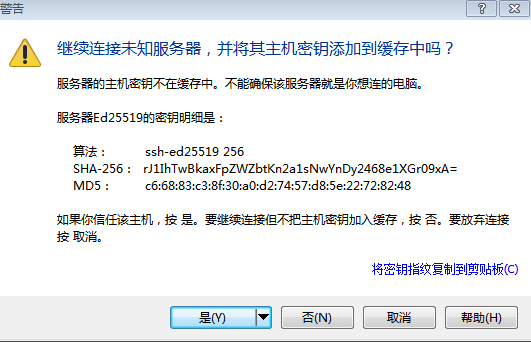 警告
继续连接未知服务器，并将其主机密钥添加到缓存中吗？
服务器的主机密钥不在缓存中。不能确保该服务器就是你想连的电脑。
服务器Ed25519的密钥明细是：
算法： ssh-ed25519 256
SHA-256： rJ1IhTwBkaxFpZWZbtKn2a1sNwYnDy2468e1XGr09xA=
MD5： c6:68:83:c3:8f:30:a0:d2:74:57:d8:5e:22:72:82:48
如果你信任该主机，按 是。要继续连接但不把主机密钥加入缓存，按 否。要放弃连接
按 取消。
将密钥指纹复制到剪贴板(C)
是(Y) 否(N) 取消 帮助(H)